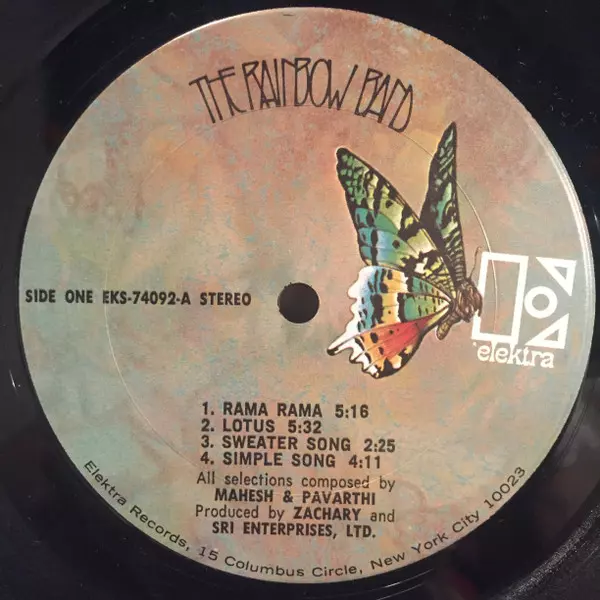 THE RAINBOW BAND
SIDE ONE EKS-74092-A STEREO
elektra
1. RAMA RAMA 5:16
2. LOTUS 5:32
3. SWEATER SONG 2:25
4. SIMPLE SONG 4:11
All selections composed by
MAHESH & PAVARTHI
Produced by ZACHARY and
SRI ENTERPRISES, LTD.
Elektra Records, 15 Columbus Circle, New York City 10023